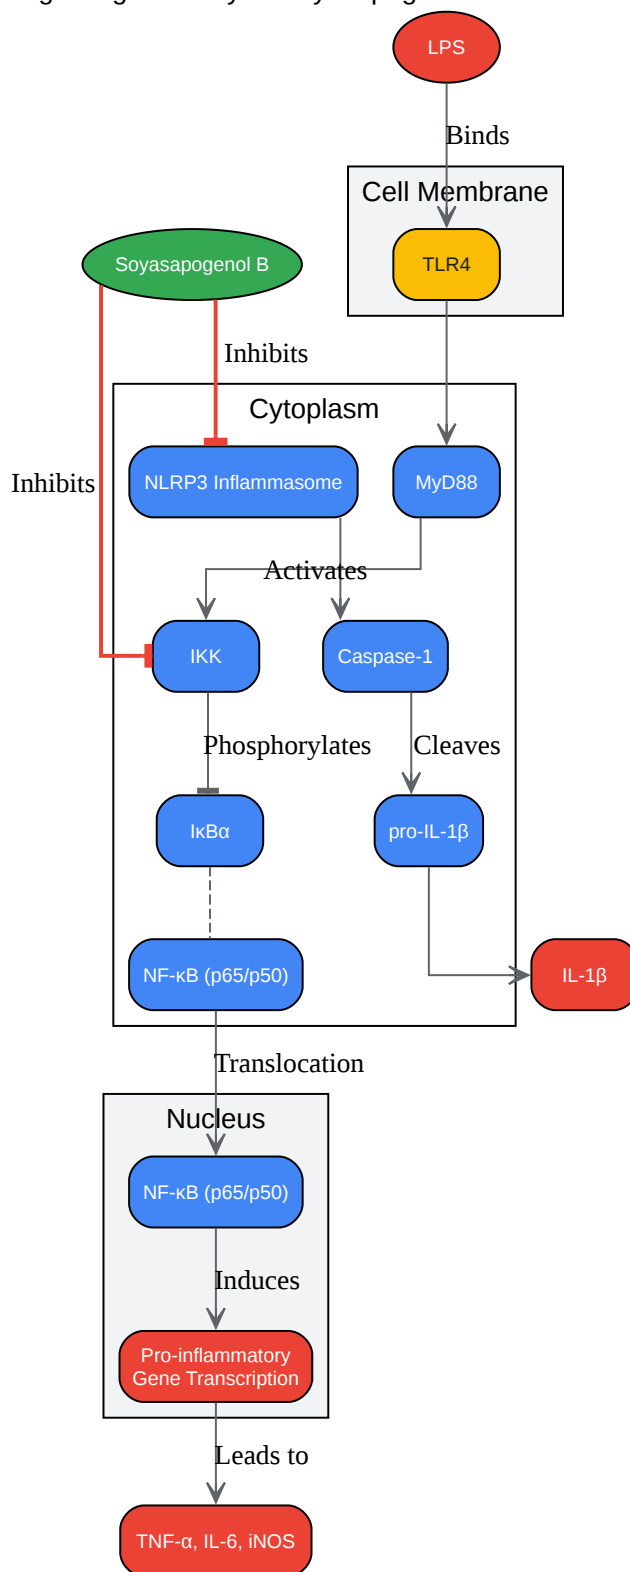 LPS
Binds
Cell Membrane
TLR4
Soyasapogenol B
Inhibits
Cytoplasm
NLRP3 Inflammasome
MyD88
Inhibits
Activates
IKK
Caspase-1
Phosphorylates
Cleaves
IκBα
pro-IL-1β
NF-κB (p65/p50)
IL-1β
Translocation
Nucleus
NF-κB (p65/p50)
Induces
Pro-inflammatory
Gene Transcription
Leads to
TNF-α, IL-6, iNOS